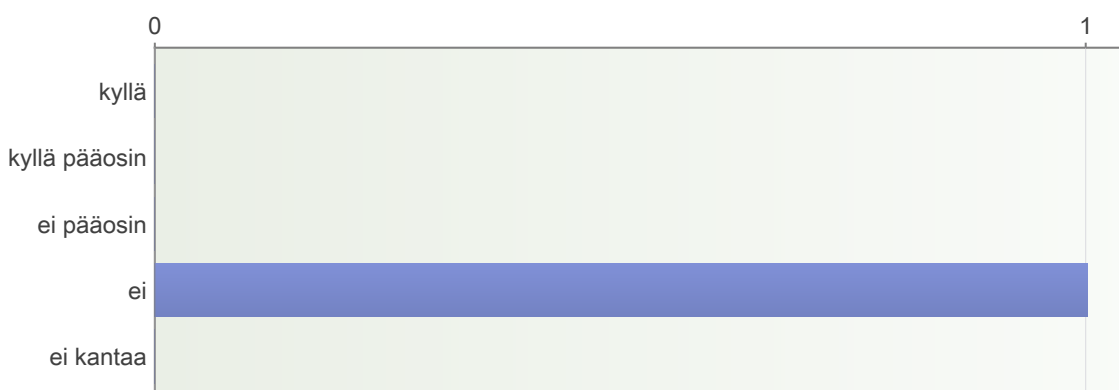 0 1
kyllä
kyllä pääosin
ei pääosin
ei
ei kantaa